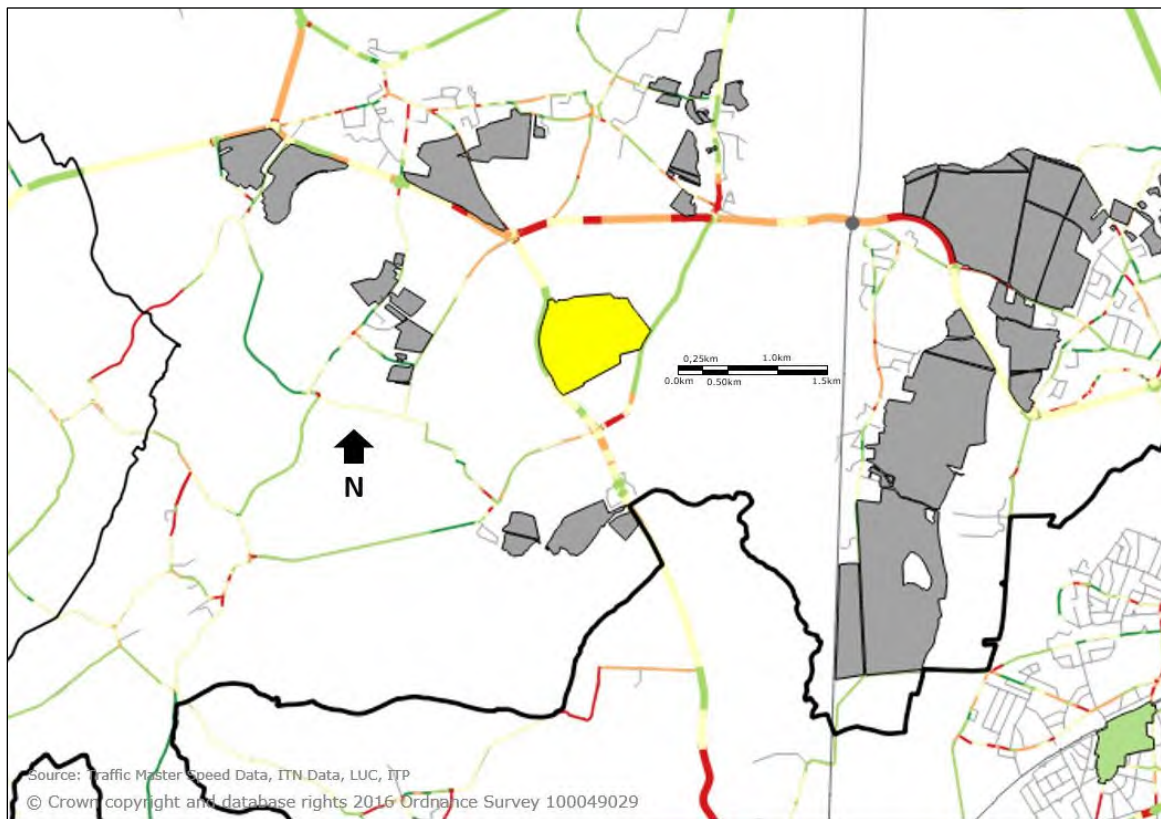 0,25km 1.0km
0.0km 0.50km 1.5km
N
Source: Traffic Master Speed Data, ITN Data, LUC, ITP
© Crown copyright and database rights 2016 Ordnance Survey 100049029